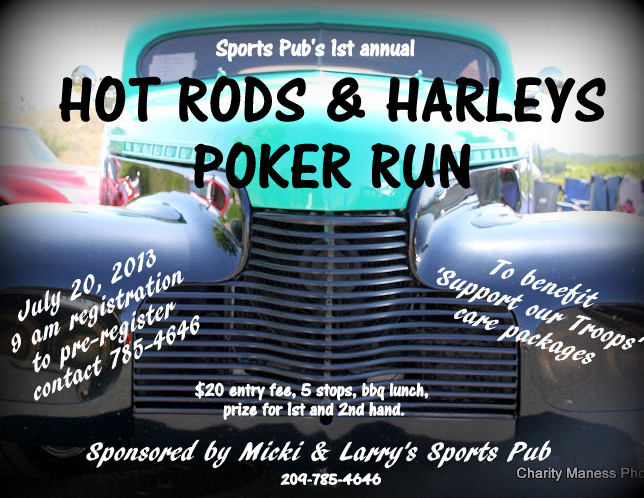 Sports Pub's 1st annual
HOT RODS & HARLEYS
POKER RUN
July 20, 2013
9 am registration
to pre-register
contact 785-4646
To benefit
'Support our Troops'
care packages
$20 entry fee, 5 stops, bbq lunch,
prize for 1st and 2nd hand.
Sponsored by Micki & Larry's Sports Pub
209-785-4646
Charity Maness Pho